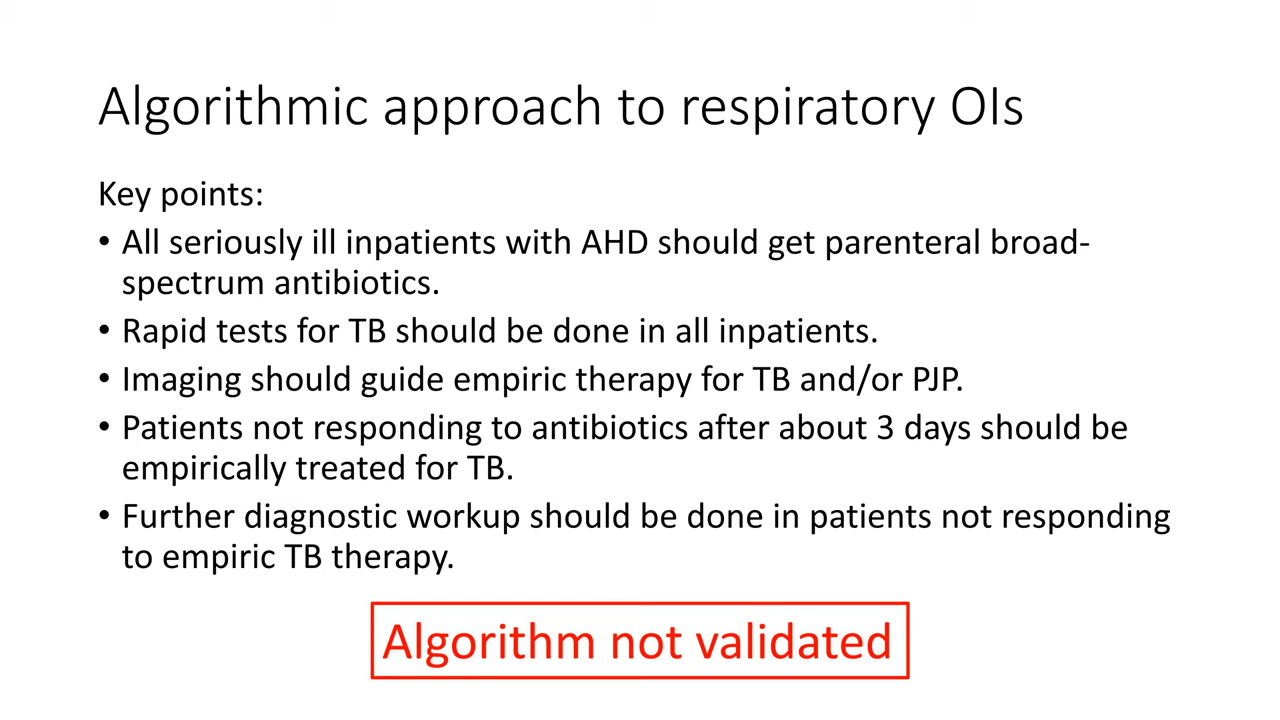 Algorithmic approach to respiratory OIs
Key points:
• All seriously ill inpatients with AHD should get parenteral broad-
spectrum antibiotics.
• Rapid tests for TB should be done in all inpatients.
• Imaging should guide empiric therapy for TB and/or PJP.
• Patients not responding to antibiotics after about 3 days should be
empirically treated for TB.
• Further diagnostic workup should be done in patients not responding
to empiric TB therapy.
Algorithm not validated